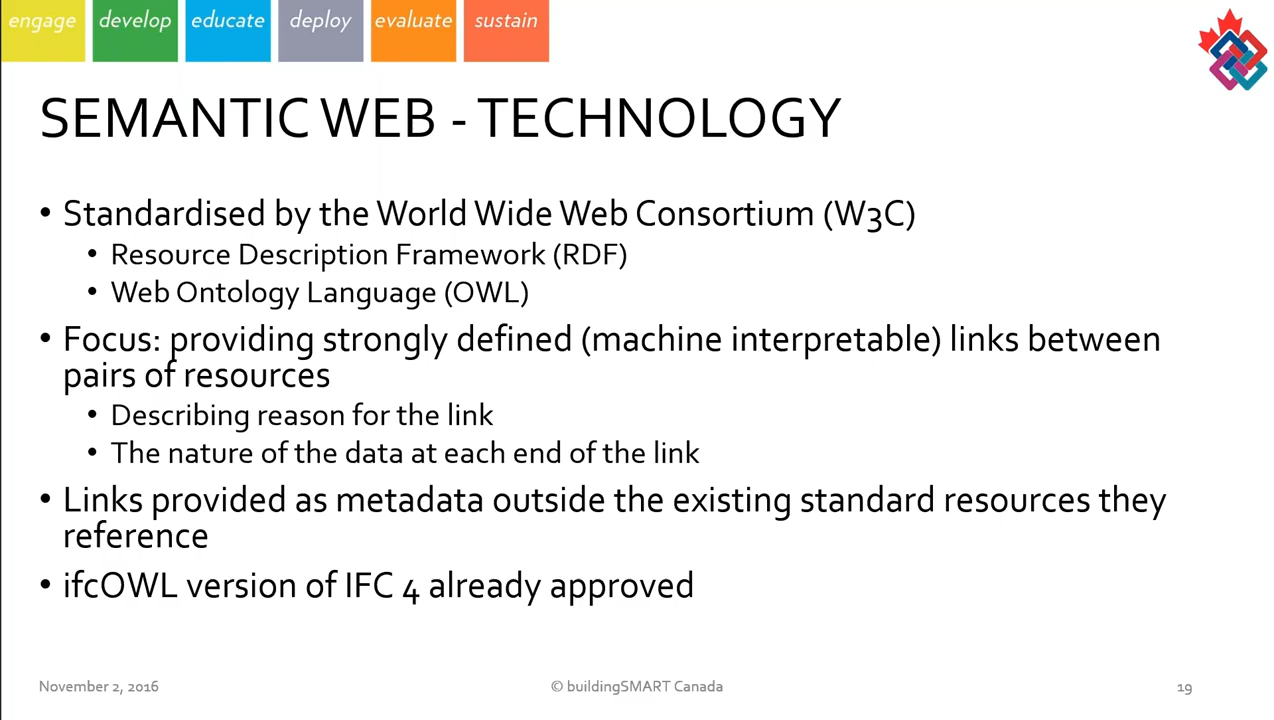 engage develop educate deploy evaluate sustain
SEMANTIC WEB - TECHNOLOGY
• Standardised by the World Wide Web Consortium (W3C)
• Resource Description Framework (RDF)
• Web Ontology Language (OWL)
• Focus: providing strongly defined (machine interpretable) links between
pairs of resources
• Describing reason for the link
• The nature of the data at each end of the link
• Links provided as metadata outside the existing standard resources they
reference
• ifcOWL version of IFC 4 already approved
November 2, 2016 © buildingSMART Canada 19